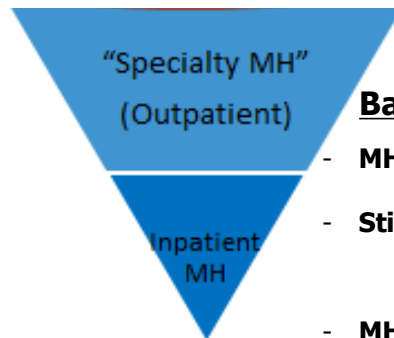 “Specialty MH”
(Outpatient)
Inpatient
MH
Ba
- MH
- Sti
- MH